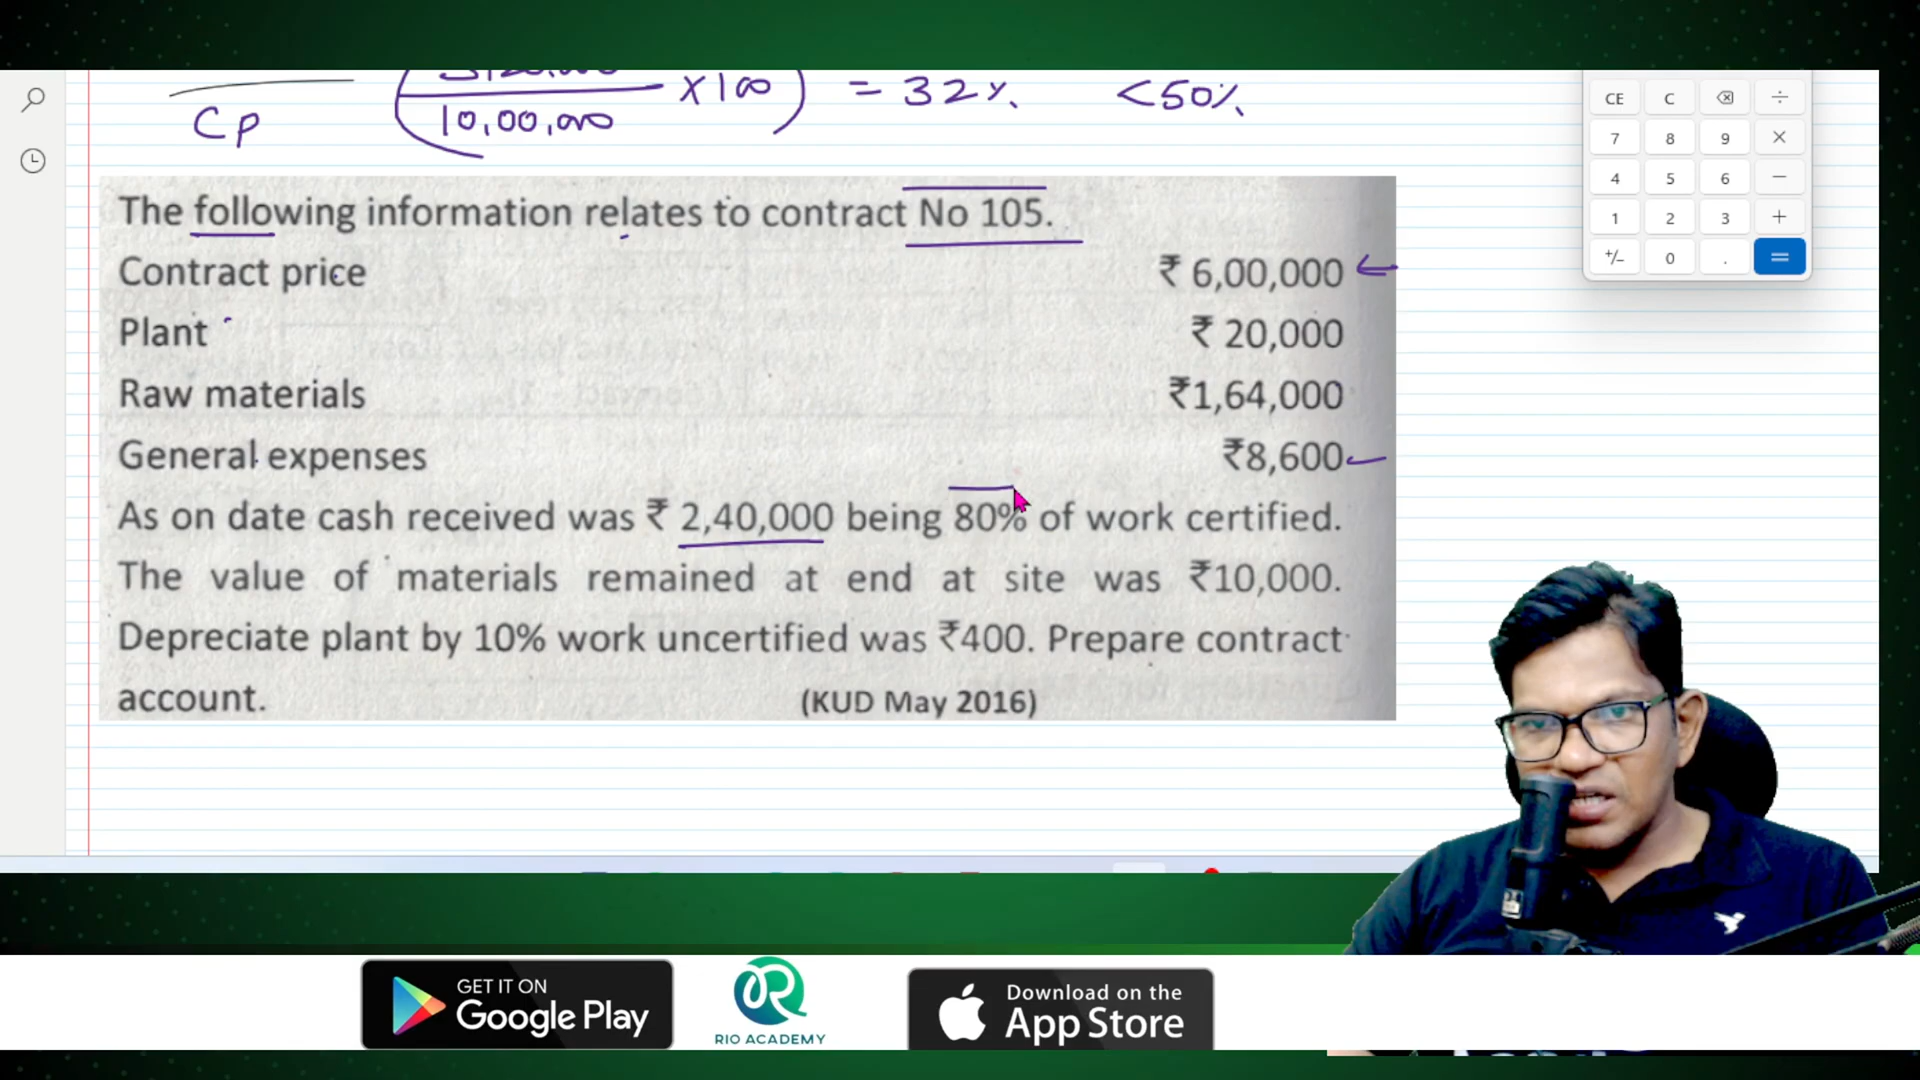 Cp
10,00,000
X100
= 32%.
<50%.
CE C ÷
7 8 9 ×
4 5 6 −
1 2 3 +
+/− 0 . =
The following information relates to contract No 105.
Contract price ₹ 6,00,000
Plant ₹ 20,000
Raw materials ₹1,64,000
General expenses ₹8,600
As on date cash received was ₹ 2,40,000 being 80% of work certified.
The value of materials remained at end at site was ₹10,000.
Depreciate plant by 10% work uncertified was ₹400. Prepare contract
account. (KUD May 2016)
GET IT ON
Google Play
RIO ACADEMY
Download on the
App Store